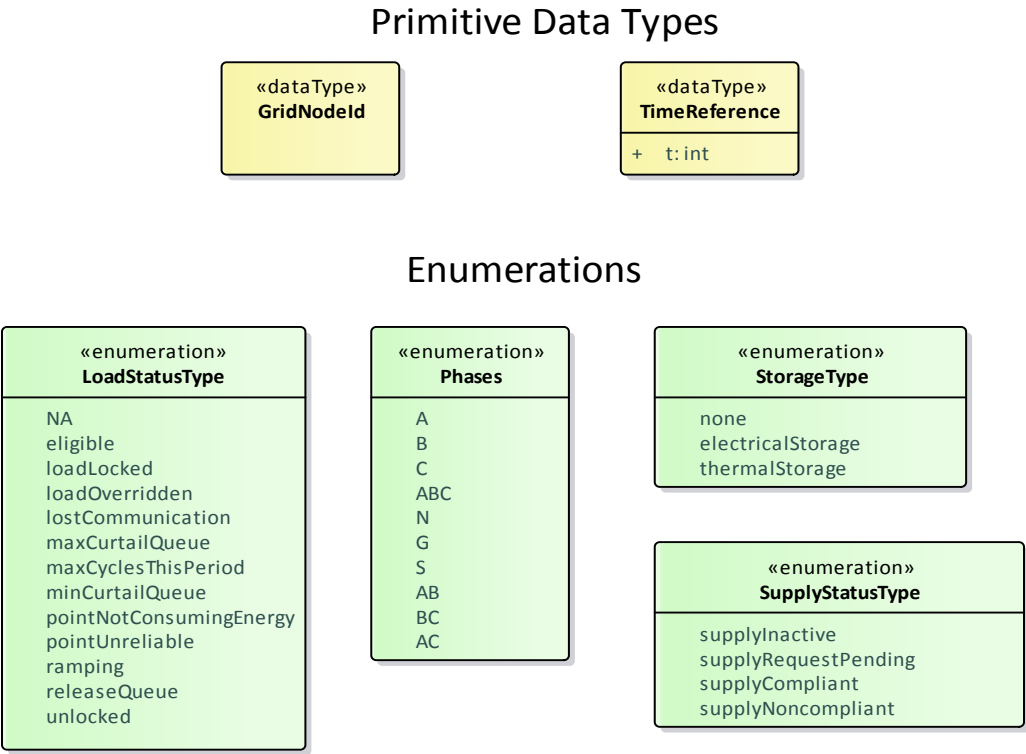 Primitive Data Types
«dataType»
GridNodeId
«dataType»
TimeReference
+ t: int
Enumerations
«enumeration»
LoadStatusType
NA
eligible
loadLocked
loadOverridden
lostCommunication
maxCurtailQueue
maxCyclesThisPeriod
minCurtailQueue
pointNotConsumingEnergy
pointUnreliable
ramping
releaseQueue
unlocked
«enumeration»
Phases
A
B
C
ABC
N
G
S
AB
BC
AC
«enumeration»
StorageType
none
electricalStorage
thermalStorage
«enumeration»
SupplyStatusType
supplyInactive
supplyRequestPending
supplyCompliant
supplyNoncompliant